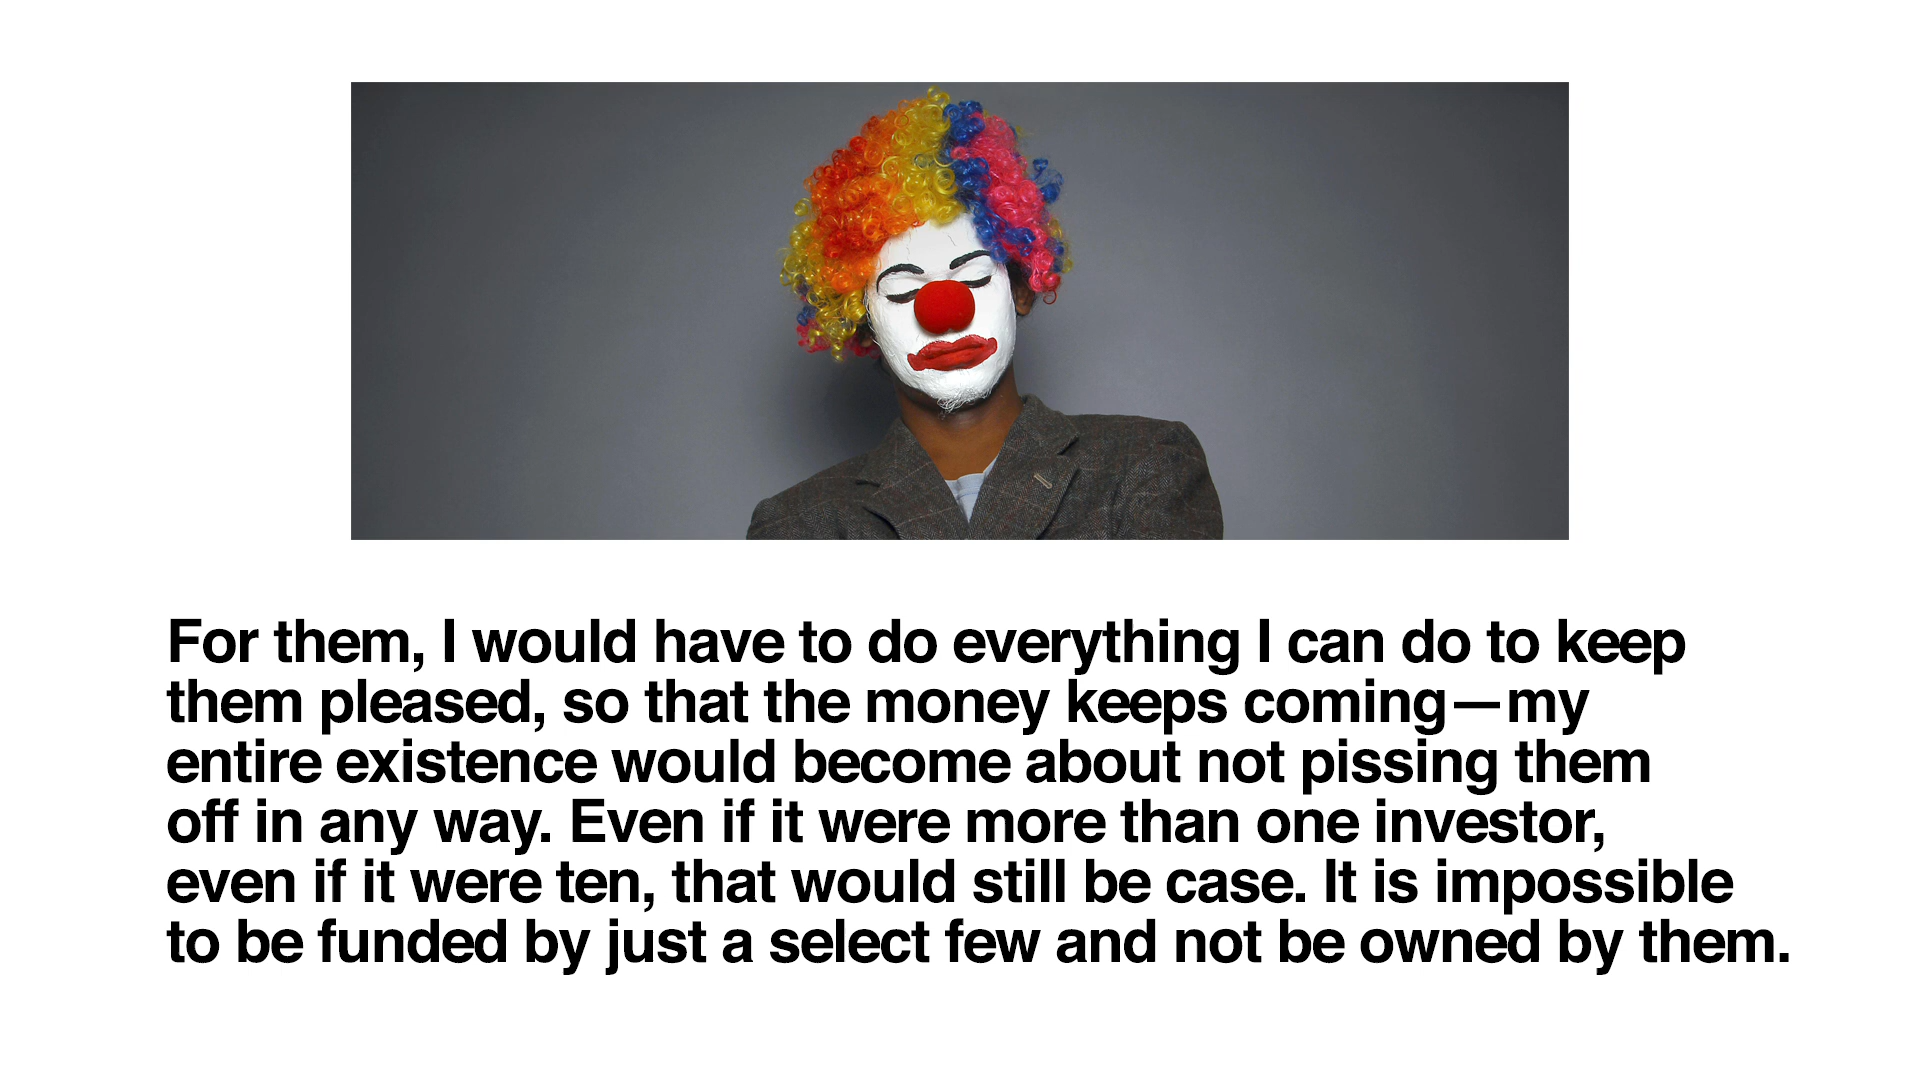 For them, I would have to do everything I can do to keep
them pleased, so that the money keeps coming—my
entire existence would become about not pissing them
off in any way. Even if it were more than one investor,
even if it were ten, that would still be case. It is impossible
to be funded by just a select few and not be owned by them.